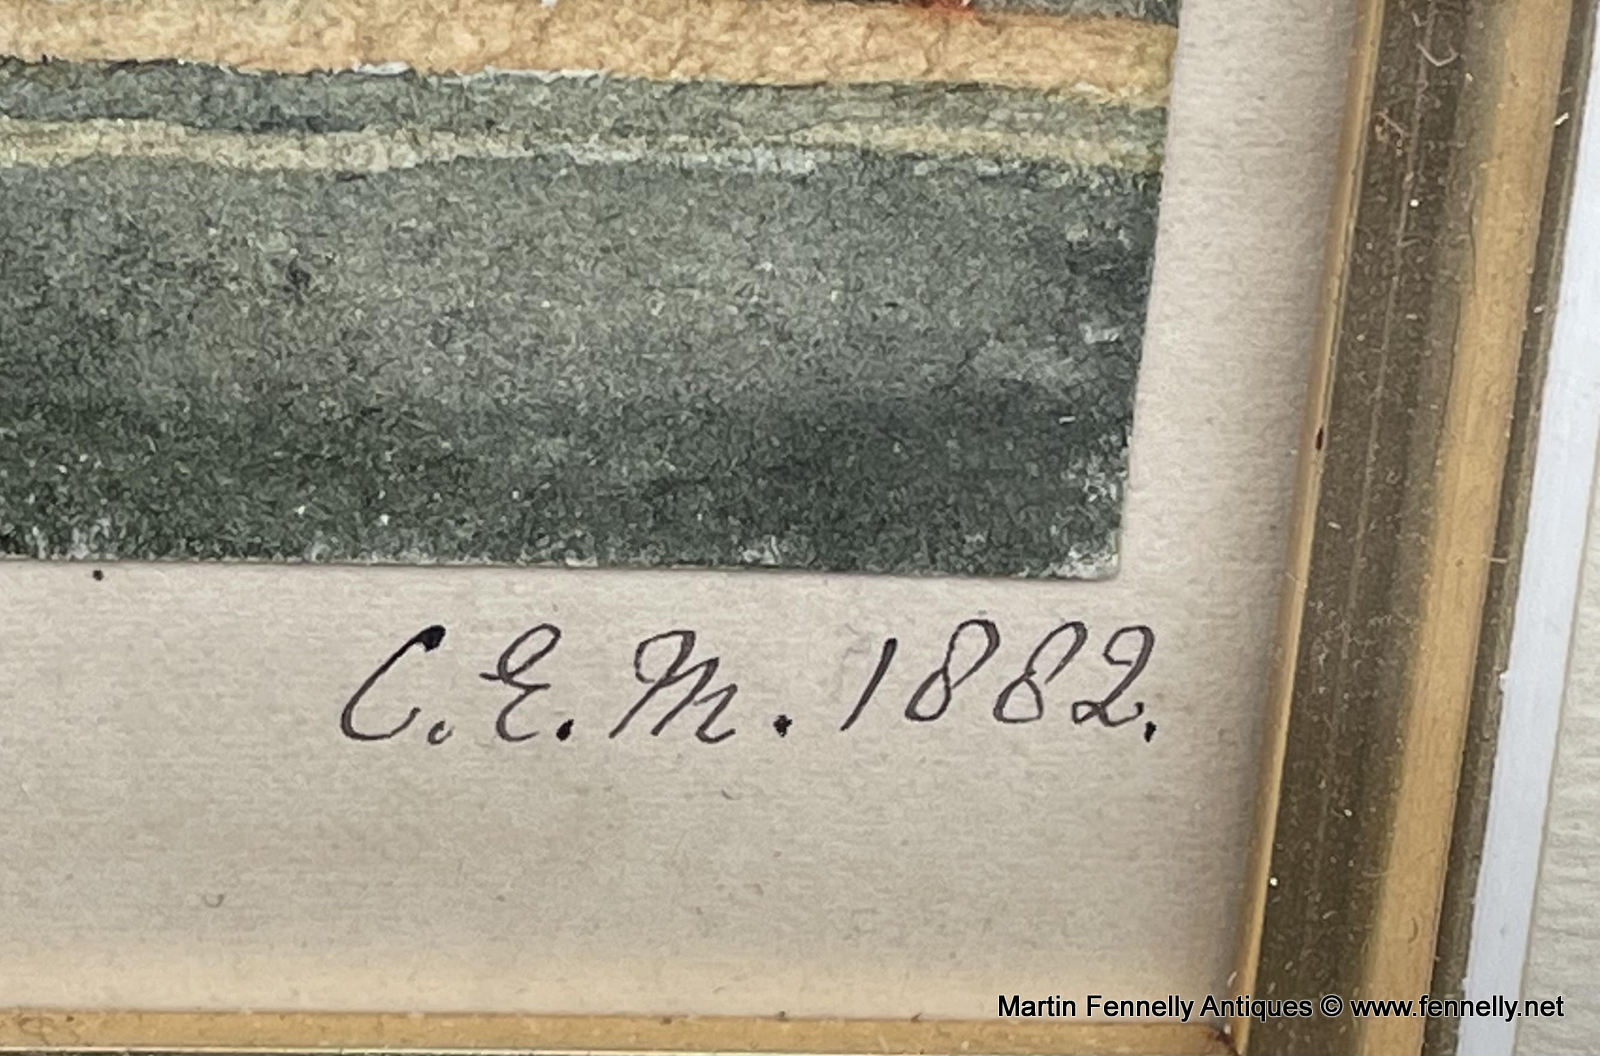 C. E. M. 1882.
Martin Fennelly Antiques © www.fennelly.net